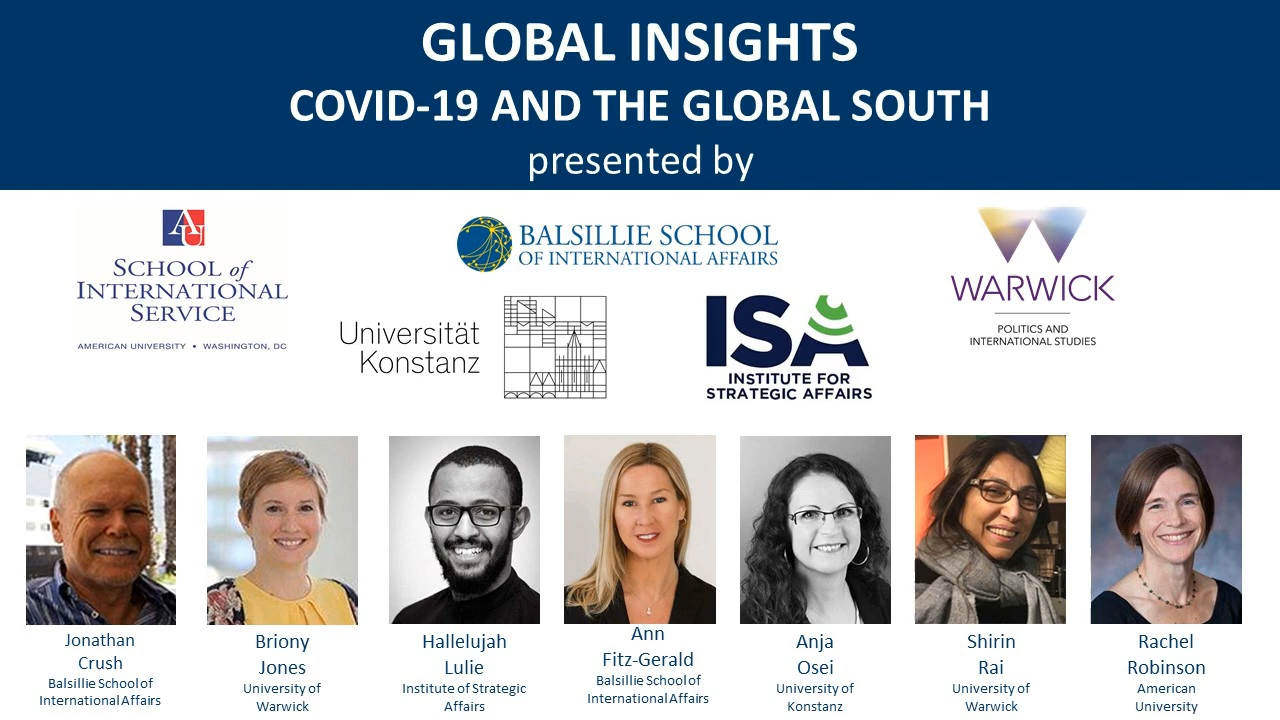 GLOBAL INSIGHTS
COVID-19 AND THE GLOBAL SOUTH
presented by
AU
SCHOOL of
INTERNATIONAL
SERVICE
AMERICAN UNIVERSITY • WASHINGTON, DC
BALSILLIE SCHOOL
OF INTERNATIONAL AFFAIRS
Universität
Konstanz
ISA
INSTITUTE FOR
STRATEGIC AFFAIRS
WARWICK
POLITICS AND
INTERNATIONAL STUDIES
Jonathan
Crush
Balsillie School of
International Affairs
Briony
Jones
University of
Warwick
Hallelujah
Lulie
Institute of Strategic
Affairs
Ann
Fitz-Gerald
Balsillie School of
International Affairs
Anja
Osei
University of
Konstanz
Shirin
Rai
University of
Warwick
Rachel
Robinson
American
University